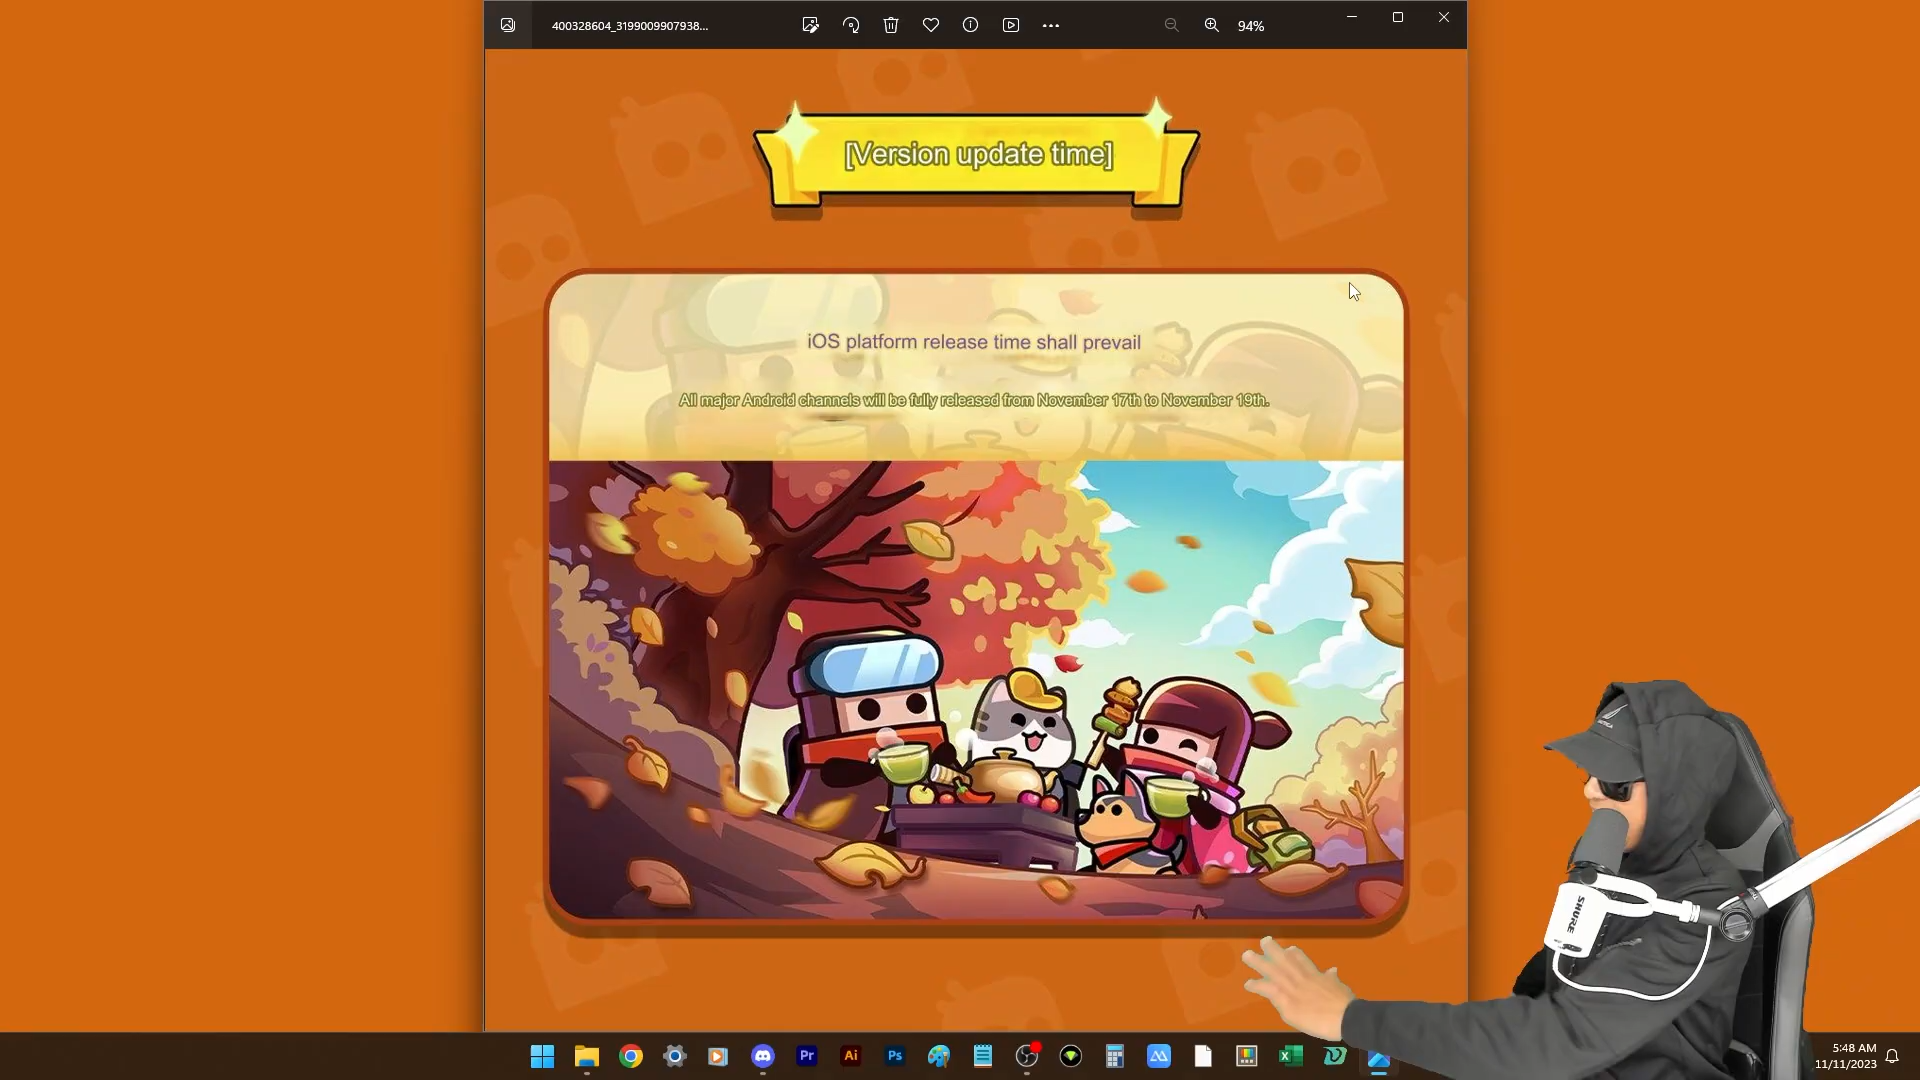 400328604_3199009907938...
94%
[Version update time]
iOS platform release time shall prevail
All major Android channels will be fully released from November 17th to November 19th.
SHURE
Pr
Ai
Ps
5:48 AM
11/11/2023